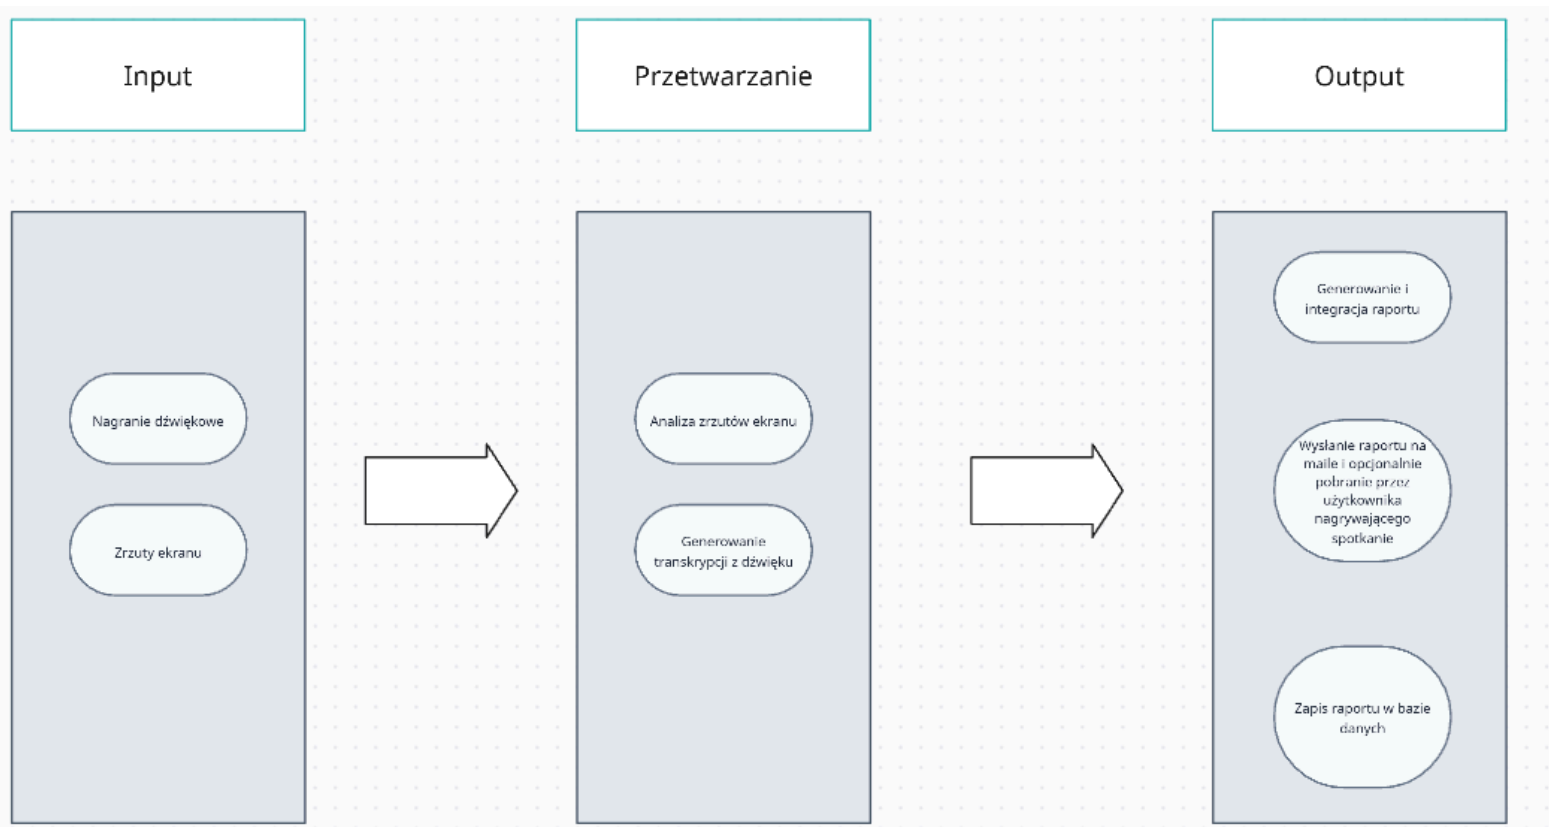 Input
Przetwarzanie
Output
Nagranie dźwiękowe
Zrzuty ekranu
Analiza zrzutów ekranu
Generowanie
transkrypcji z dźwięku
Generowanie i
integracja raportu
Wysłanie raportu na
maile i opcjonalnie
pobranie przez
użytkownika
nagrywającego
spotkanie
Zapis raportu w bazie
danych